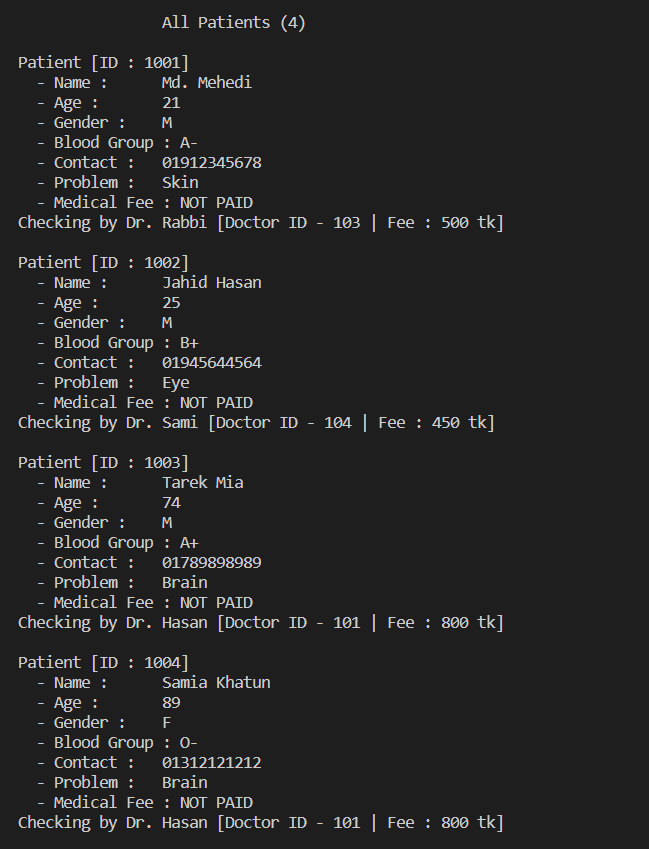 All Patients (4)
Patient [ID : 1001]
- Name : Md. Mehedi
- Age : 21
- Gender : M
- Blood Group : A-
- Contact : 01912345678
- Problem : Skin
- Medical Fee : NOT PAID
Checking by Dr. Rabbi [Doctor ID - 103 | Fee : 500 tk]
Patient [ID : 1002]
- Name : Jahid Hasan
- Age : 25
- Gender : M
- Blood Group : B+
- Contact : 01945644564
- Problem : Eye
- Medical Fee : NOT PAID
Checking by Dr. Sami [Doctor ID - 104 | Fee : 450 tk]
Patient [ID : 1003]
- Name : Tarek Mia
- Age : 74
- Gender : M
- Blood Group : A+
- Contact : 01789898989
- Problem : Brain
- Medical Fee : NOT PAID
Checking by Dr. Hasan [Doctor ID - 101 | Fee : 800 tk]
Patient [ID : 1004]
- Name : Samia Khatun
- Age : 89
- Gender : F
- Blood Group : O-
- Contact : 01312121212
- Problem : Brain
- Medical Fee : NOT PAID
Checking by Dr. Hasan [Doctor ID - 101 | Fee : 800 tk]